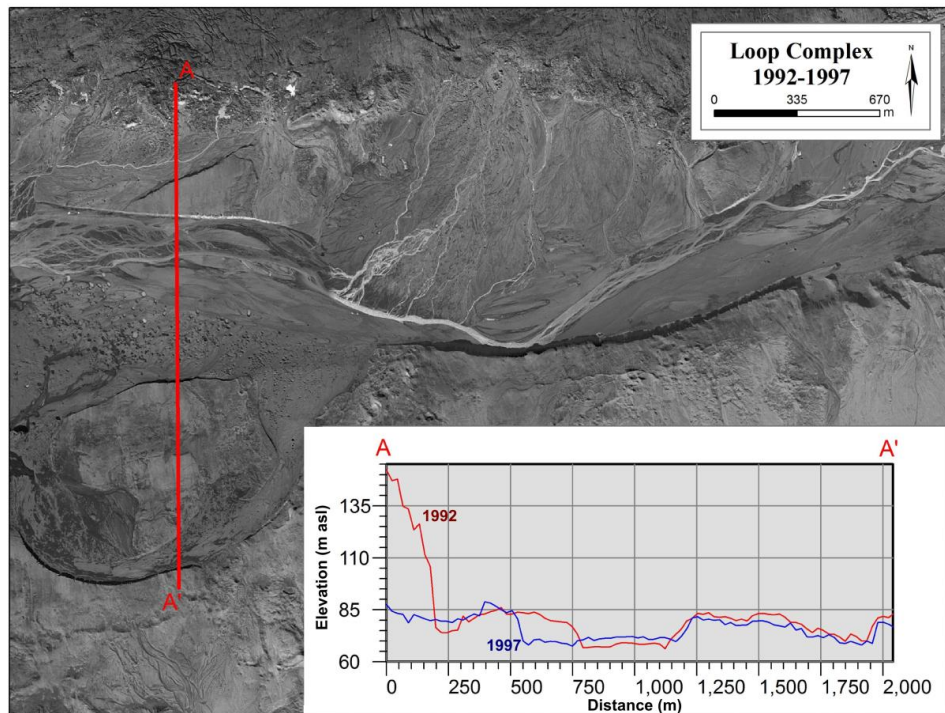 Loop Complex
1992-1997
N
0 335 670
m
A
A'
A A'
135
110
85
60
Elevation (m asl)
1992
1997
0 250 500 750 1,000 1,250 1,500 1,750 2,000
Distance (m)